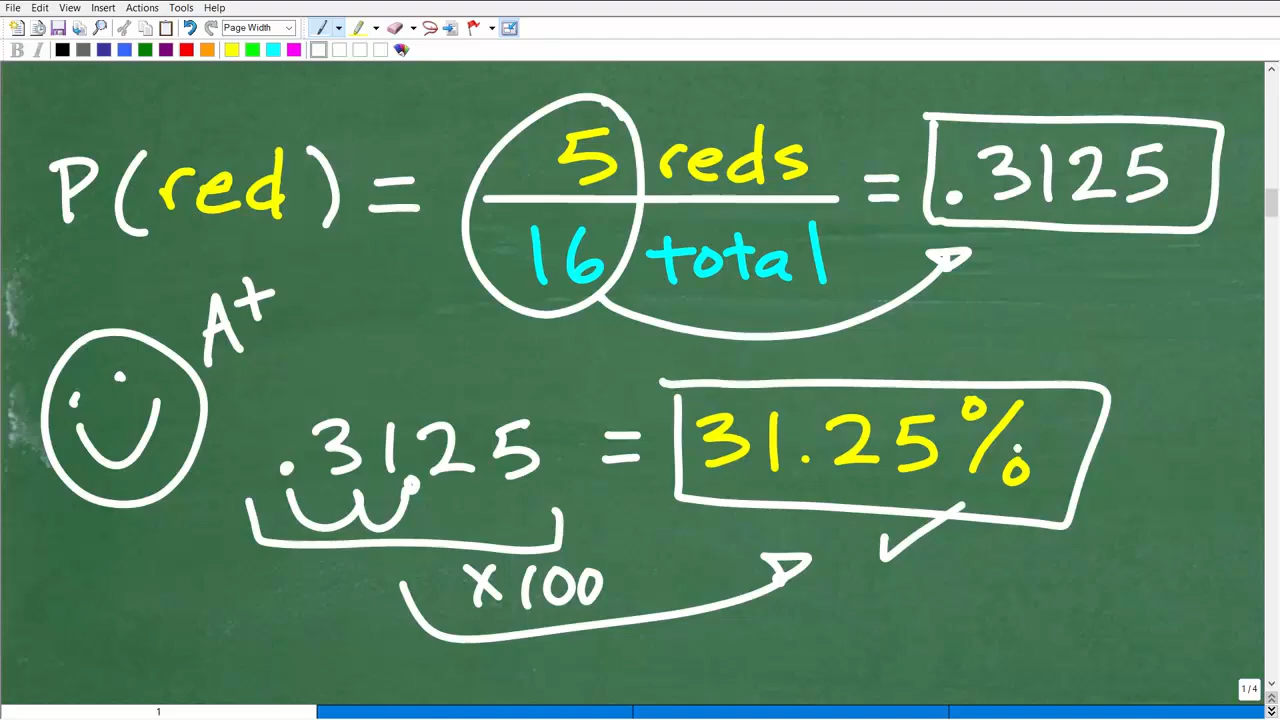 File Edit View Insert Actions Tools Help
Page Width
B I
P(red) = 5 reds / 16 total = .3125
A+
.3125 = 31.25%
x100
1/4
1